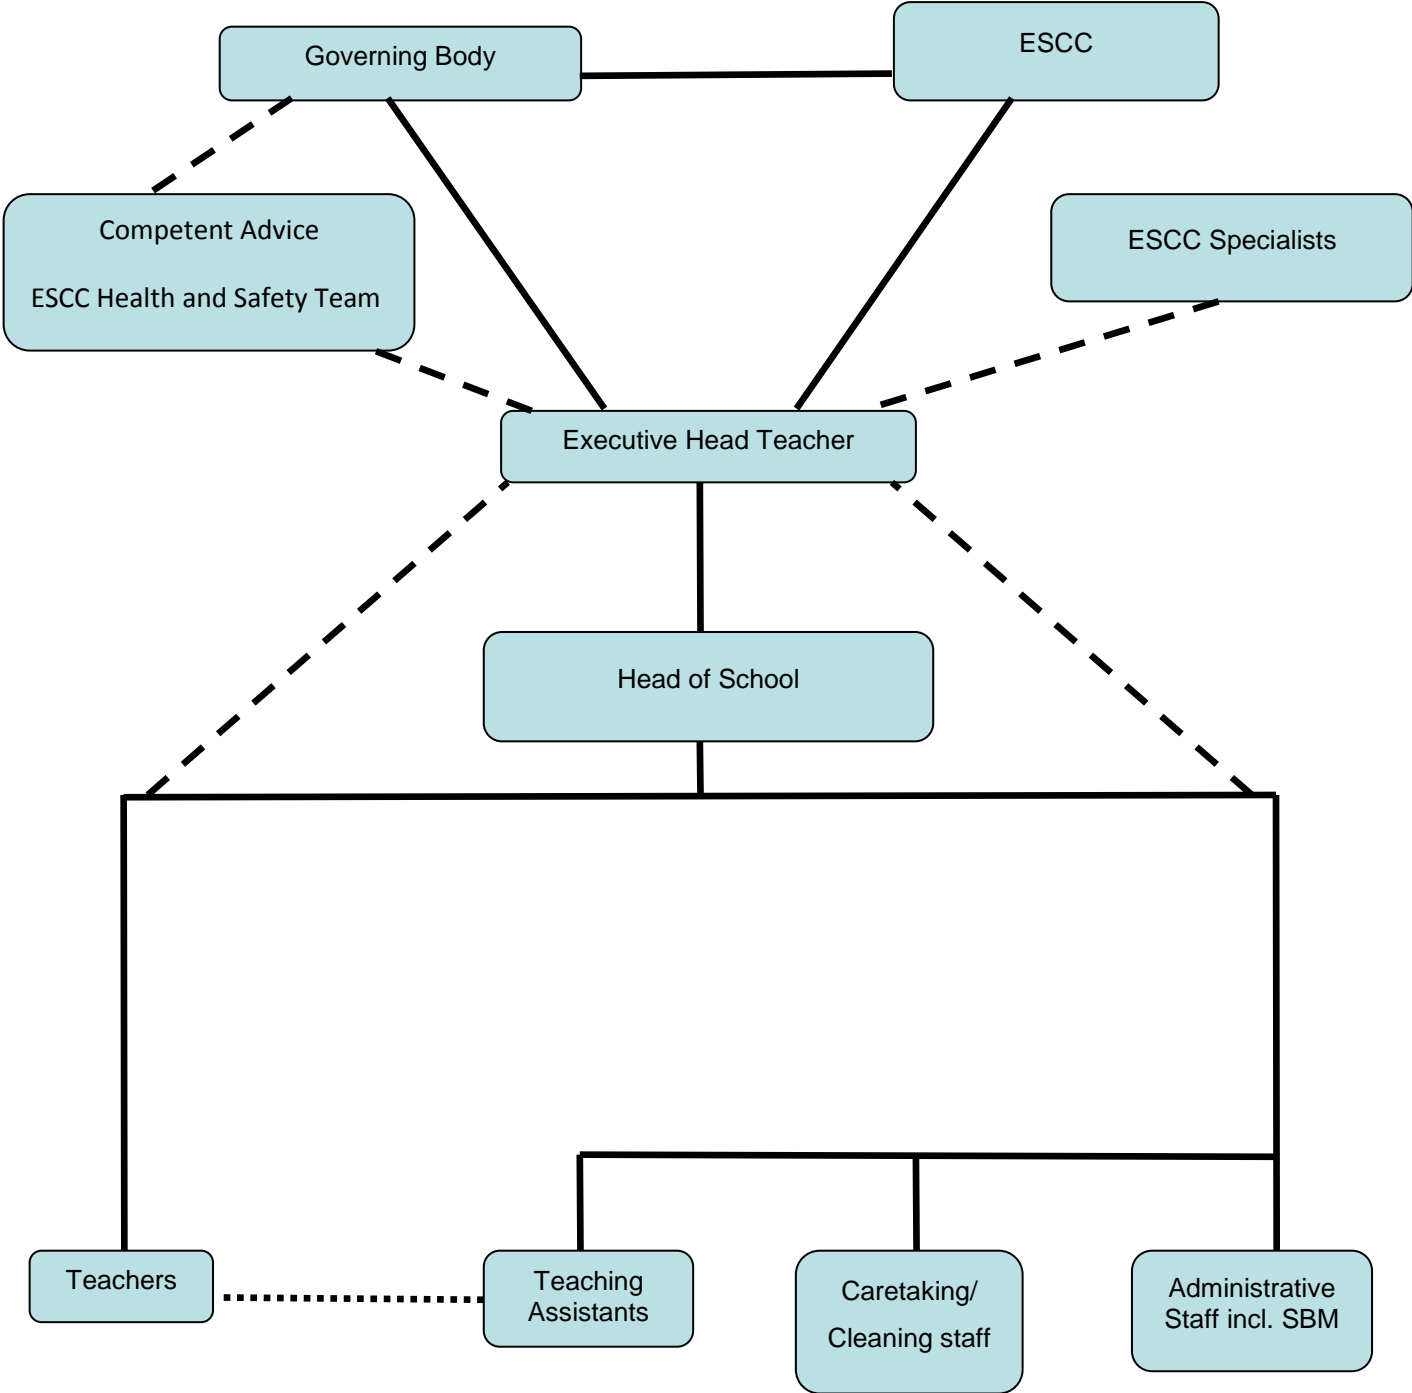 Governing Body
ESCC
Competent Advice
ESCC Health and Safety Team
ESCC Specialists
Executive Head Teacher
Head of School
Teachers
Teaching
Assistants
Caretaking/
Cleaning staff
Administrative
Staff incl. SBM